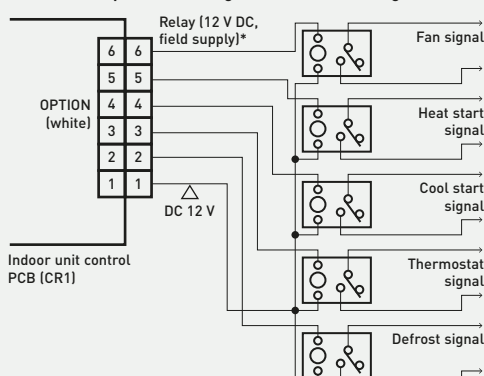 Relay (12 V DC,
field supply)*
Fan signal
6 6
5 5
Heat start
signal
OPTION
(white)
4 4
3 3
2 2
1 1
DC 12 V
Cool start
signal
Indoor unit control
PCB (CR1)
Thermostat
signal
Defrost signal